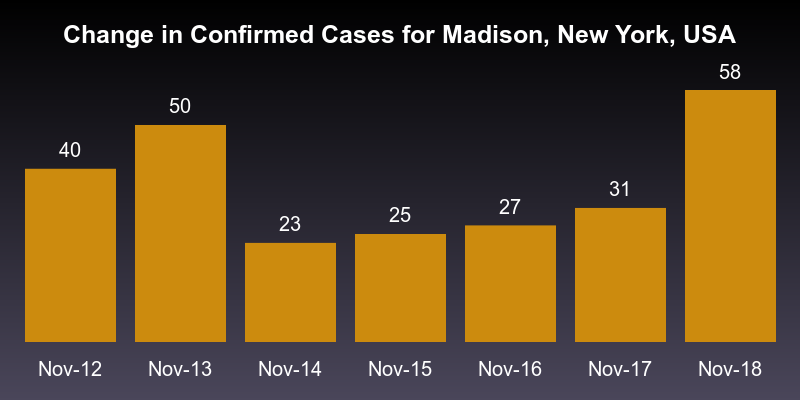 Change in Confirmed Cases for Madison, New York, USA
40
50
23
25
27
31
58
Nov-12
Nov-13
Nov-14
Nov-15
Nov-16
Nov-17
Nov-18